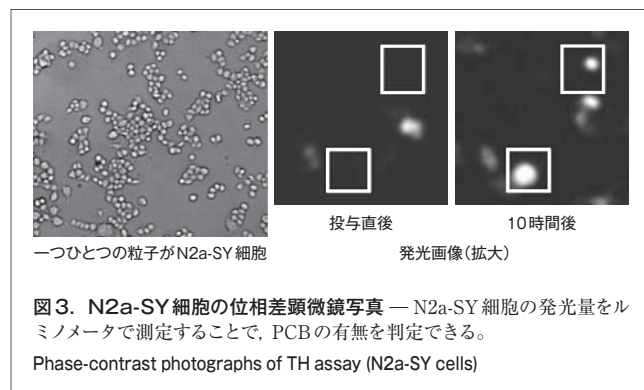 投与直後
10時間後
一つひとつの粒子がN2a-SY細胞
発光画像(拡大)
図3. N2a-SY細胞の位相差顕微鏡写真 — N2a-SY細胞の発光量をル
ミノメータで測定することで, PCBの有無を判定できる。
Phase-contrast photographs of TH assay (N2a-SY cells)